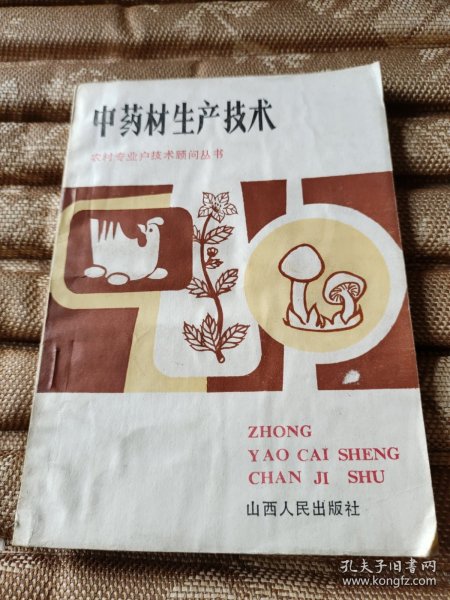 中药材生产技术
农村专业户技术顾问丛书
ZHONG
YAO CAI SHENG
CHAN JI SHU
山西人民出版社
孔夫子旧书网
www.kongfz.com